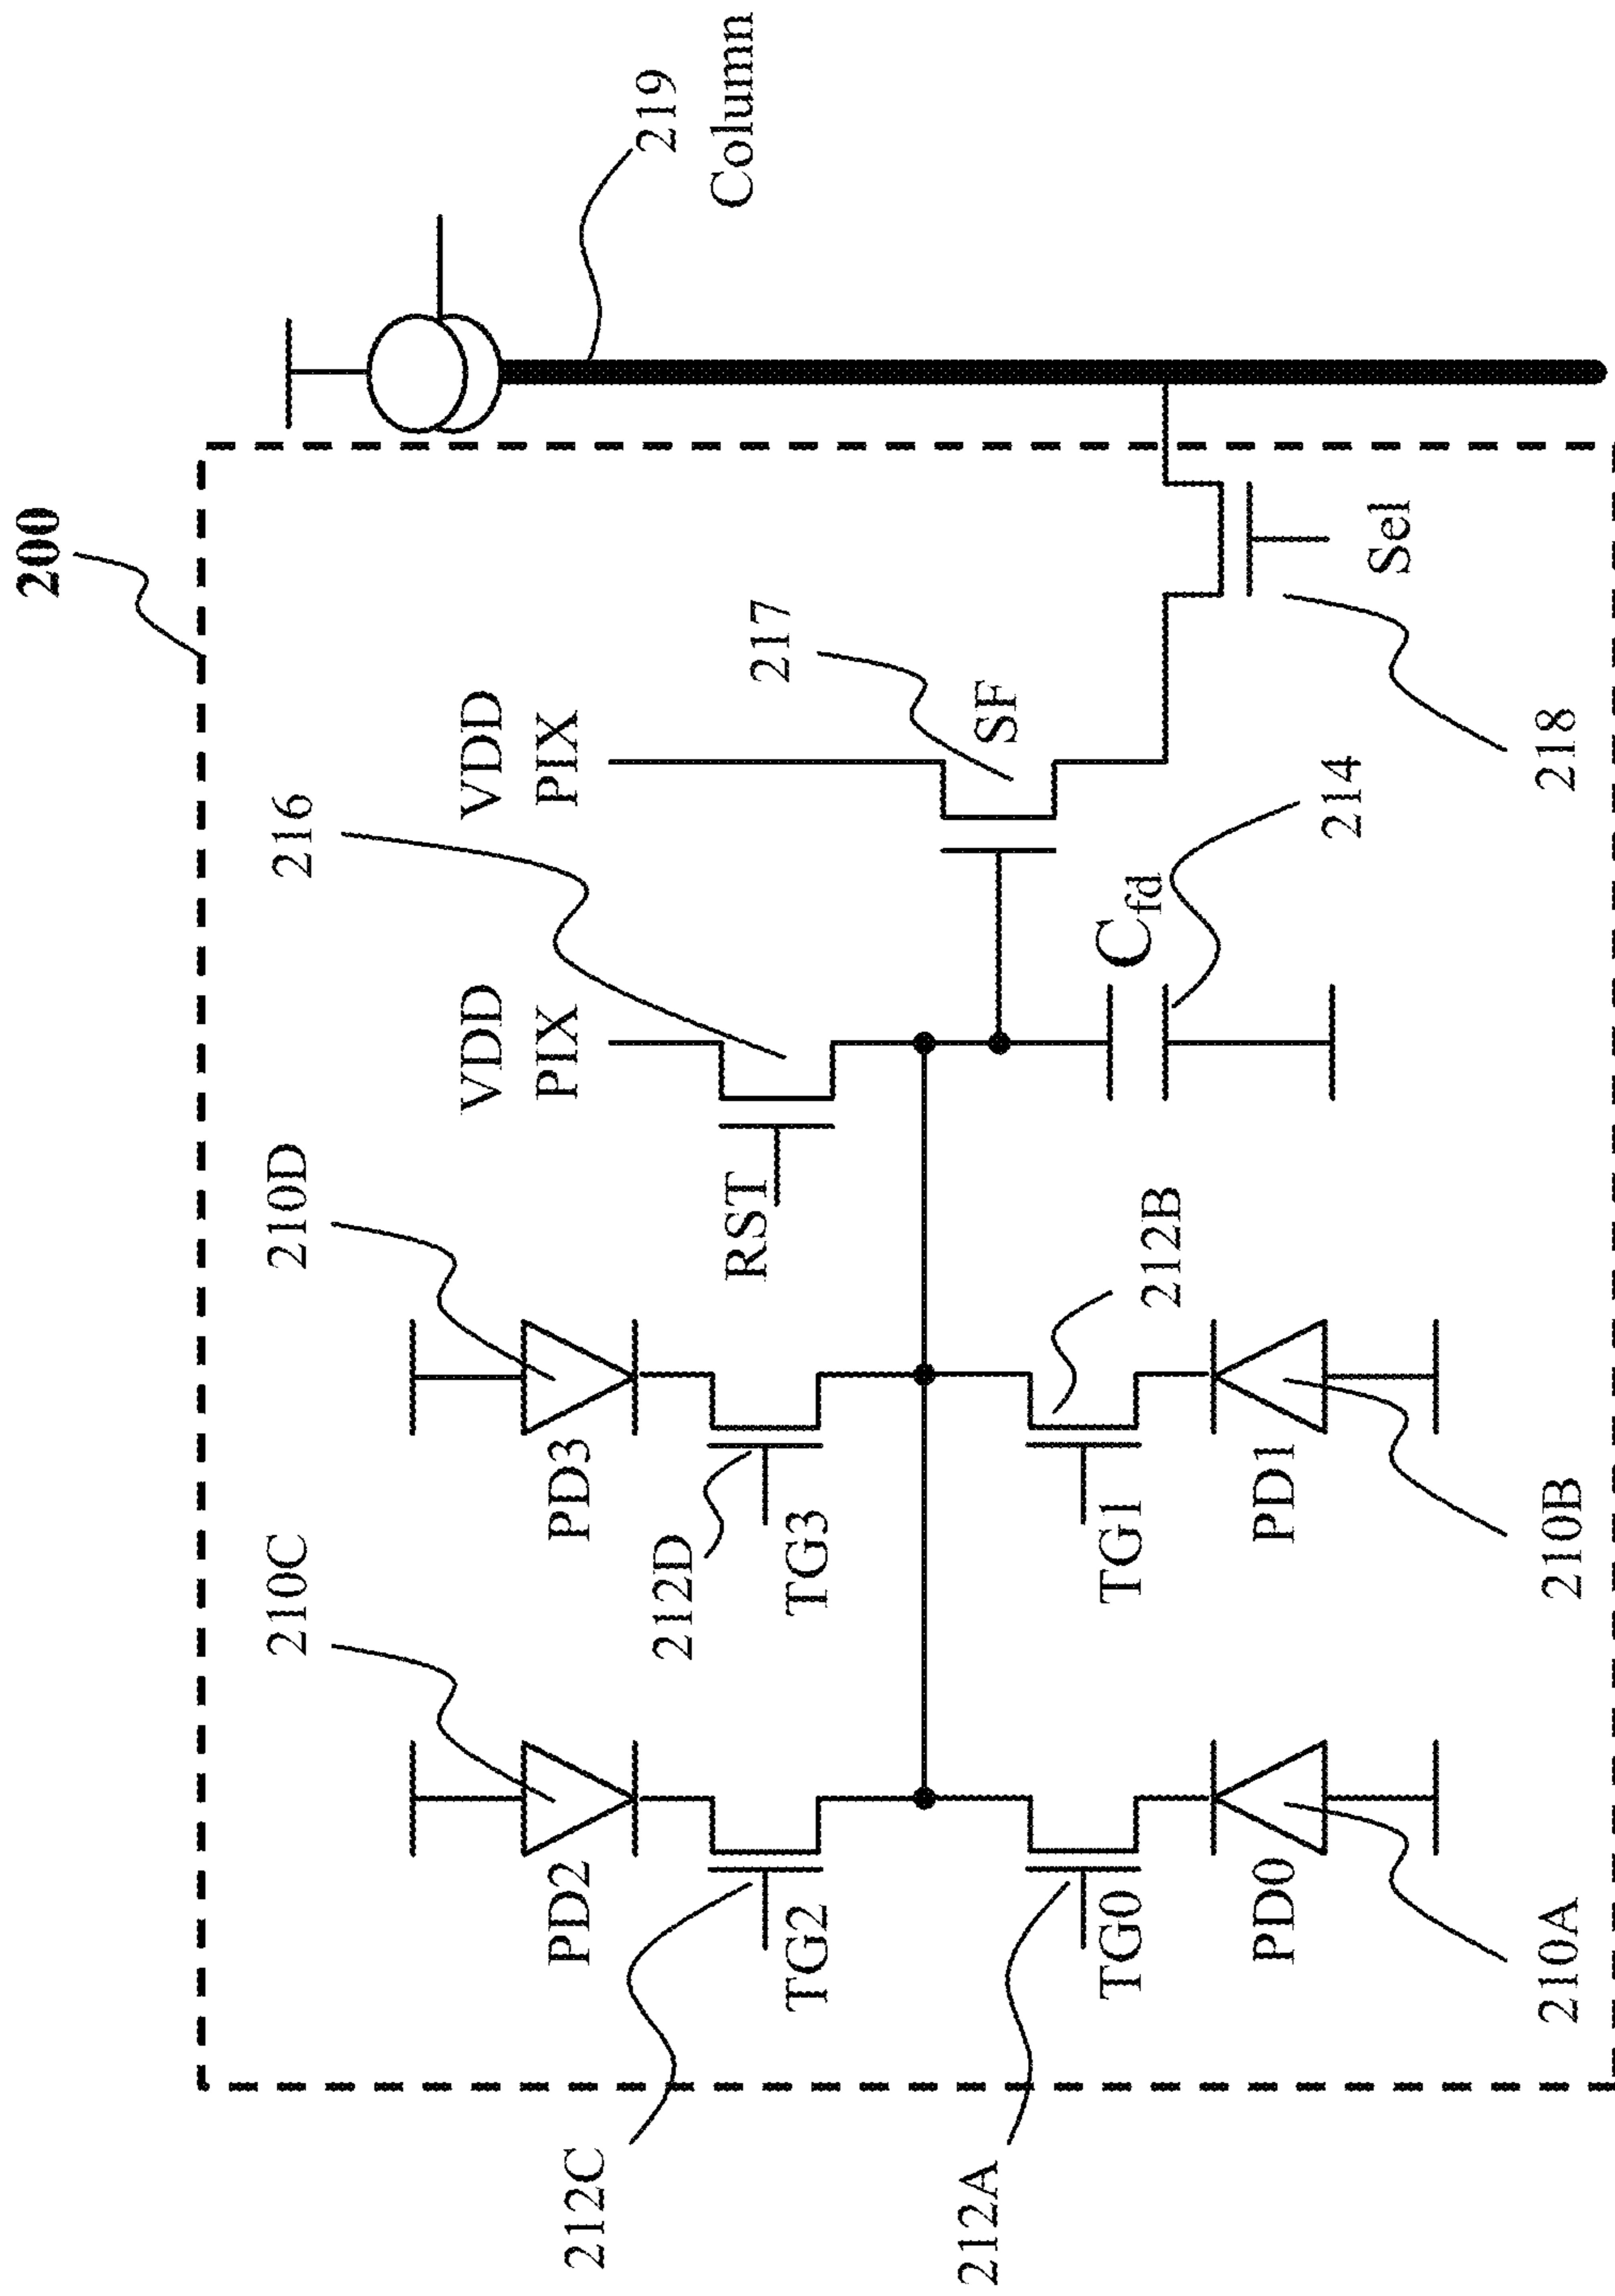 200
219
Column
210C
210D
216
VDD
PIX
VDD
PIX
217
PD2
PD3
212C
212D
TG2
TG3
RST
SF
212A
TG0
TG1
212B
C_fd
PD0
PD1
214
Sel
210A
210B
218